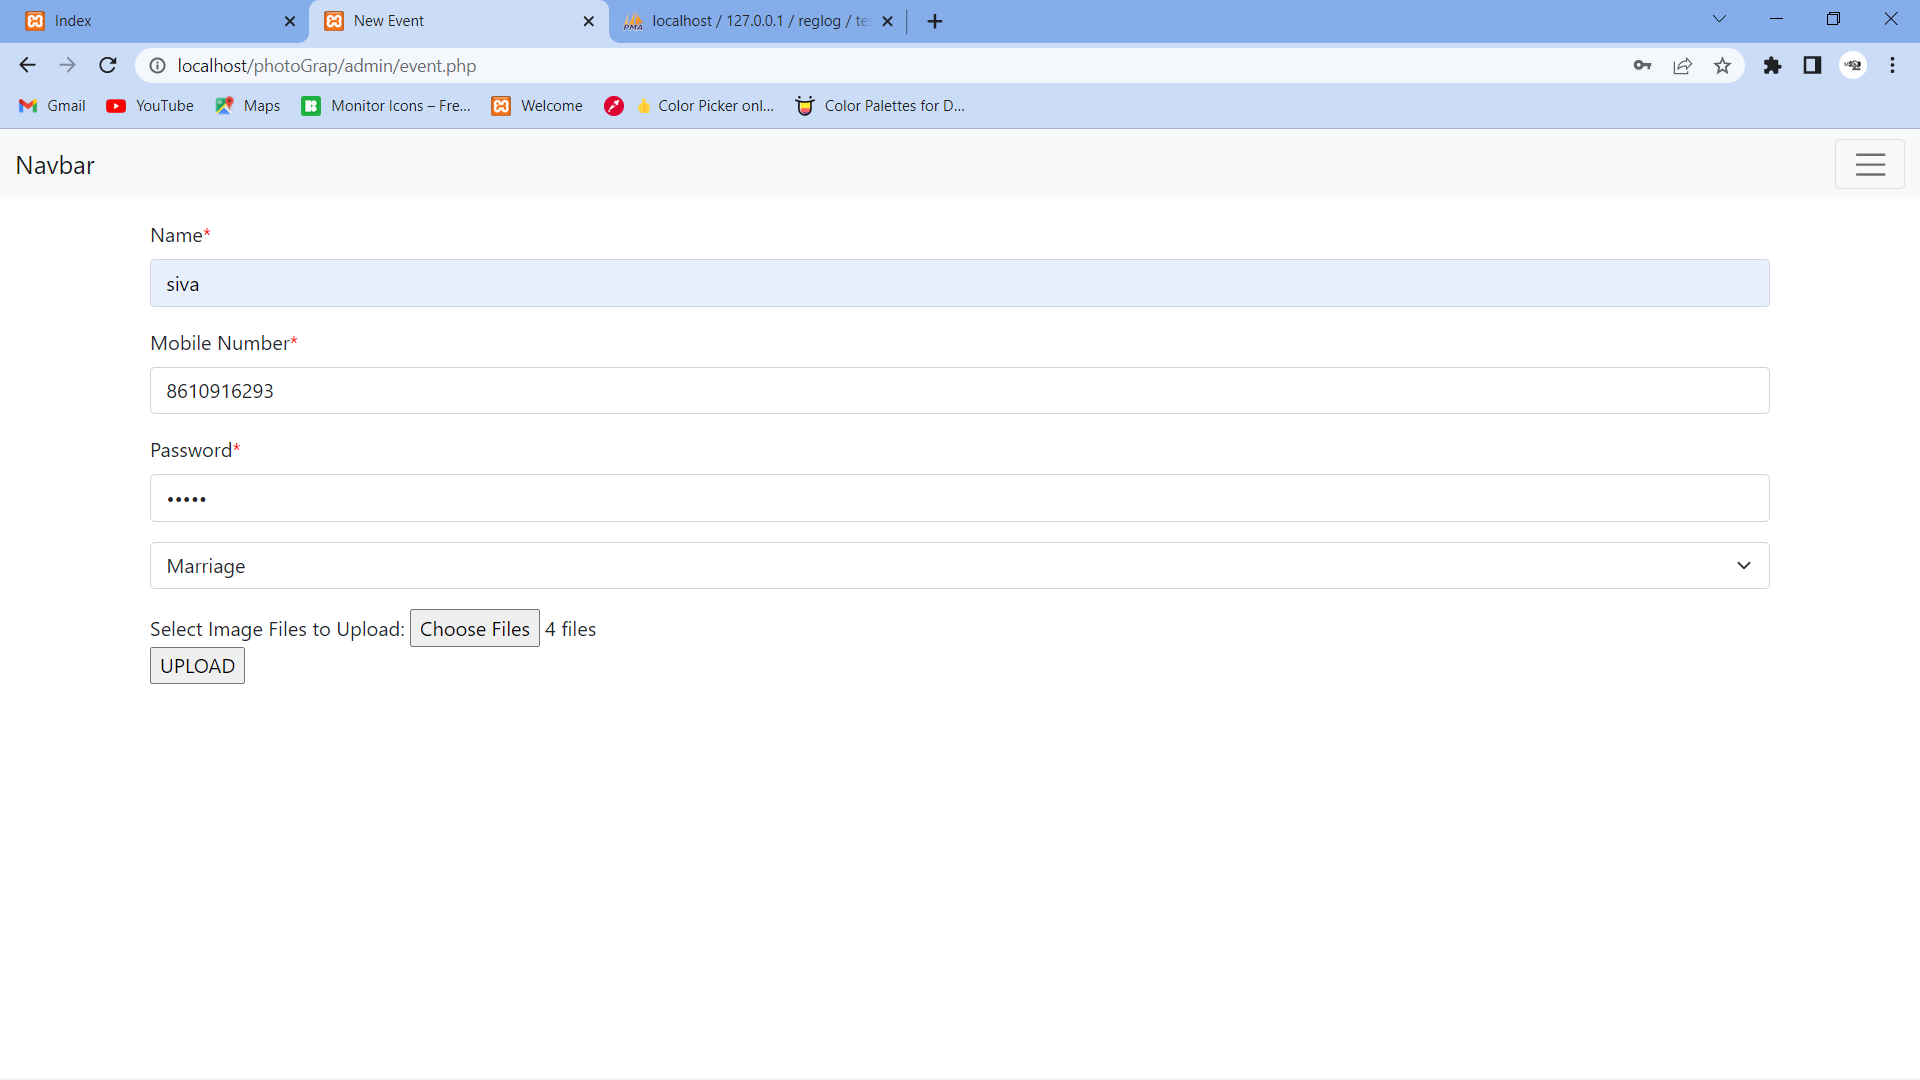 Index
New Event
localhost / 127.0.0.1 / reglog / te
localhost/photoGrap/admin/event.php
Gmail
YouTube
Maps
Monitor Icons – Fre...
Welcome
Color Picker onl...
Color Palettes for D...
Navbar
Name*
siva
Mobile Number*
8610916293
Password*
•••••
Marriage
Select Image Files to Upload: Choose Files 4 files
UPLOAD